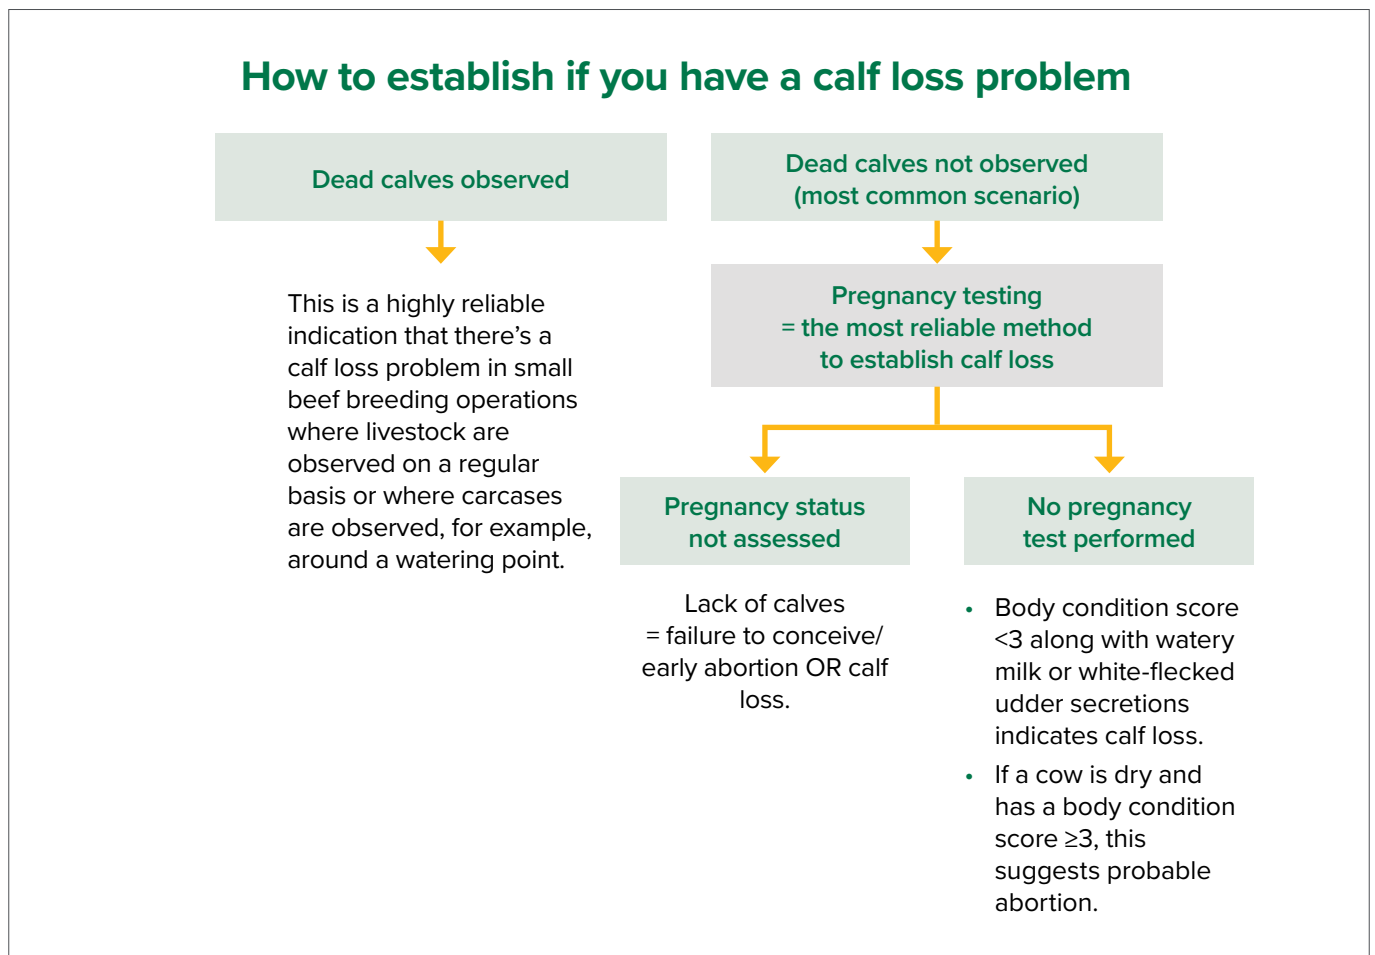 How to establish if you have a calf loss problem
Dead calves observed
This is a highly reliable
indication that there’s a
calf loss problem in small
beef breeding operations
where livestock are
observed on a regular
basis or where carcases
are observed, for example,
around a watering point.
Dead calves not observed
(most common scenario)
Pregnancy testing
= the most reliable method
to establish calf loss
Pregnancy status
not assessed
Lack of calves
= failure to conceive/
early abortion OR calf
loss.
No pregnancy
test performed
• Body condition score
<3 along with watery
milk or white-flecked
udder secretions
indicates calf loss.
• If a cow is dry and
has a body condition
score ≥3, this
suggests probable
abortion.